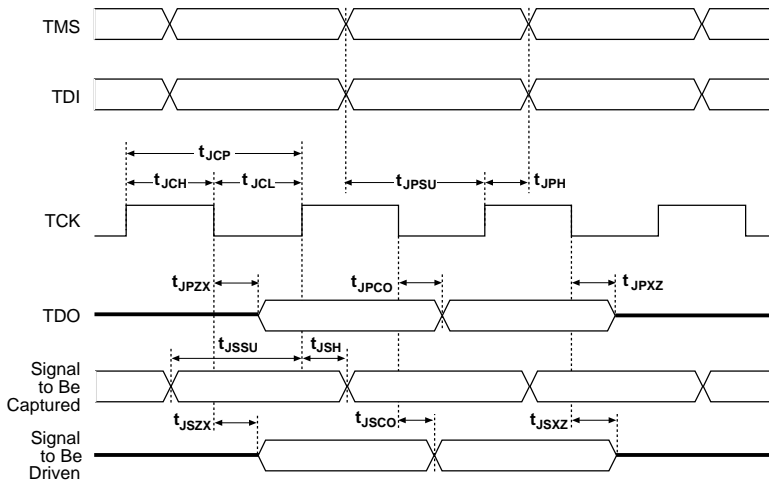 TMS
TDI
tJCP
tJCH
tJCL
tJPSU
tJPH
TCK
tJPZX
tJPCO
tJPXZ
TDO
tJSSU
tJSH
Signal
to Be
Captured
tJSZX
tJSCO
tJSXZ
Signal
to Be
Driven